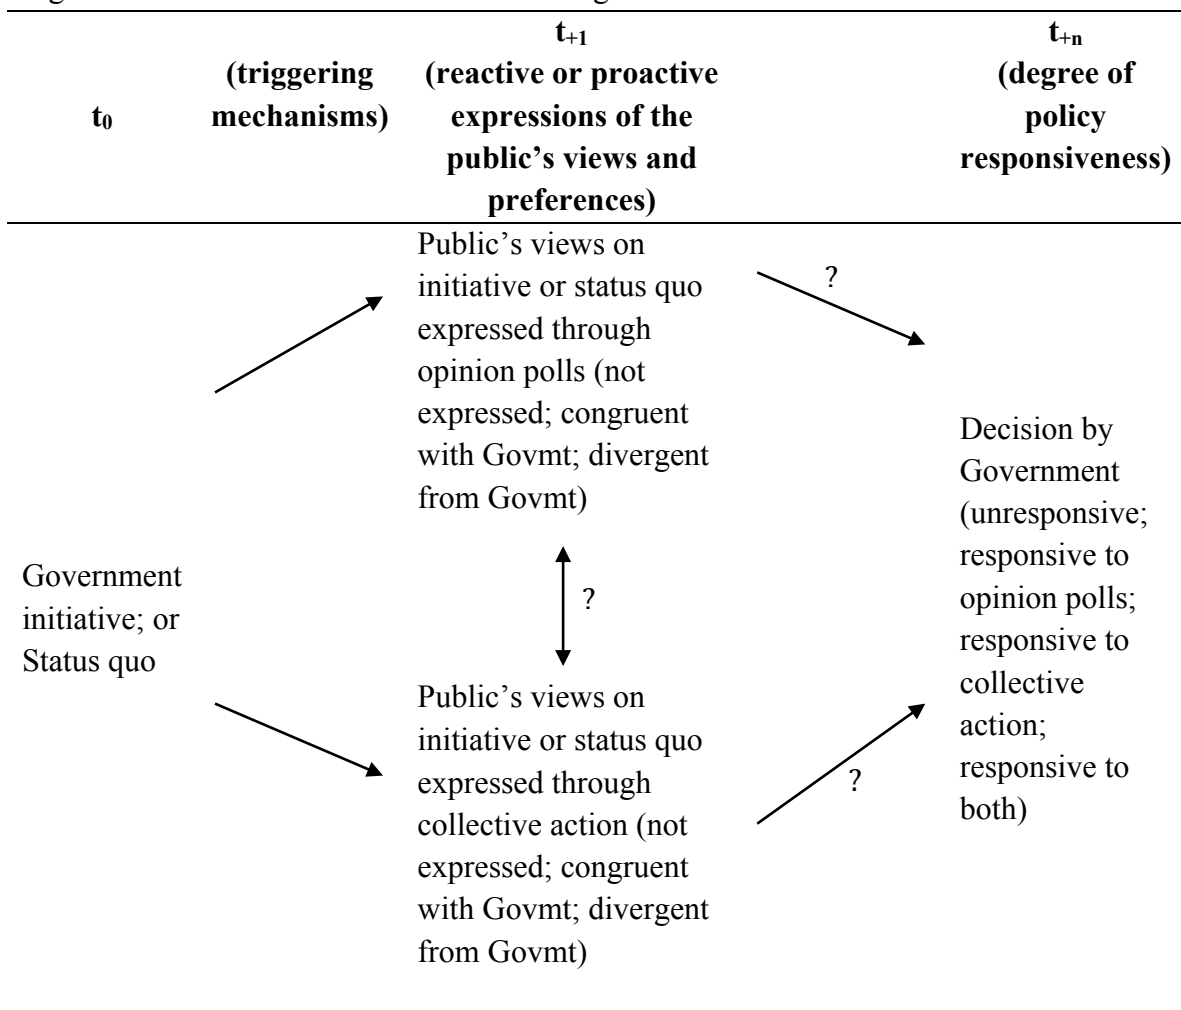 t+1
t+n
(triggering
(reactive or proactive
(degree of
t0
mechanisms)
expressions of the
policy
public’s views and
responsiveness)
preferences)
Public’s views on
initiative or status quo
expressed through
opinion polls (not
expressed; congruent
with Govmt; divergent
from Govmt)
?
?
Government
initiative; or
Status quo
Public’s views on
initiative or status quo
expressed through
collective action (not
expressed; congruent
with Govmt; divergent
from Govmt)
?
Decision by
Government
(unresponsive;
responsive to
opinion polls;
responsive to
collective
action;
responsive to
both)